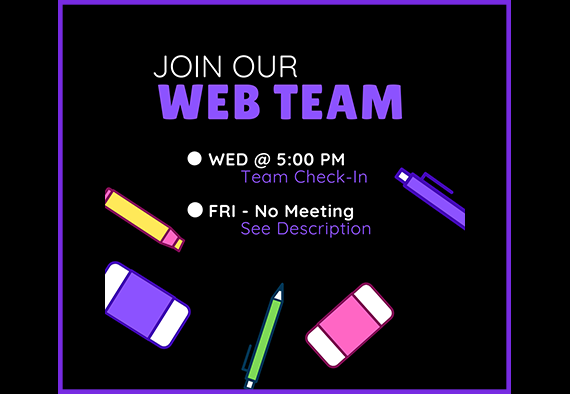 JOIN OUR
WEB TEAM
WED @ 5:00 PM
Team Check-In
FRI - No Meeting
See Description